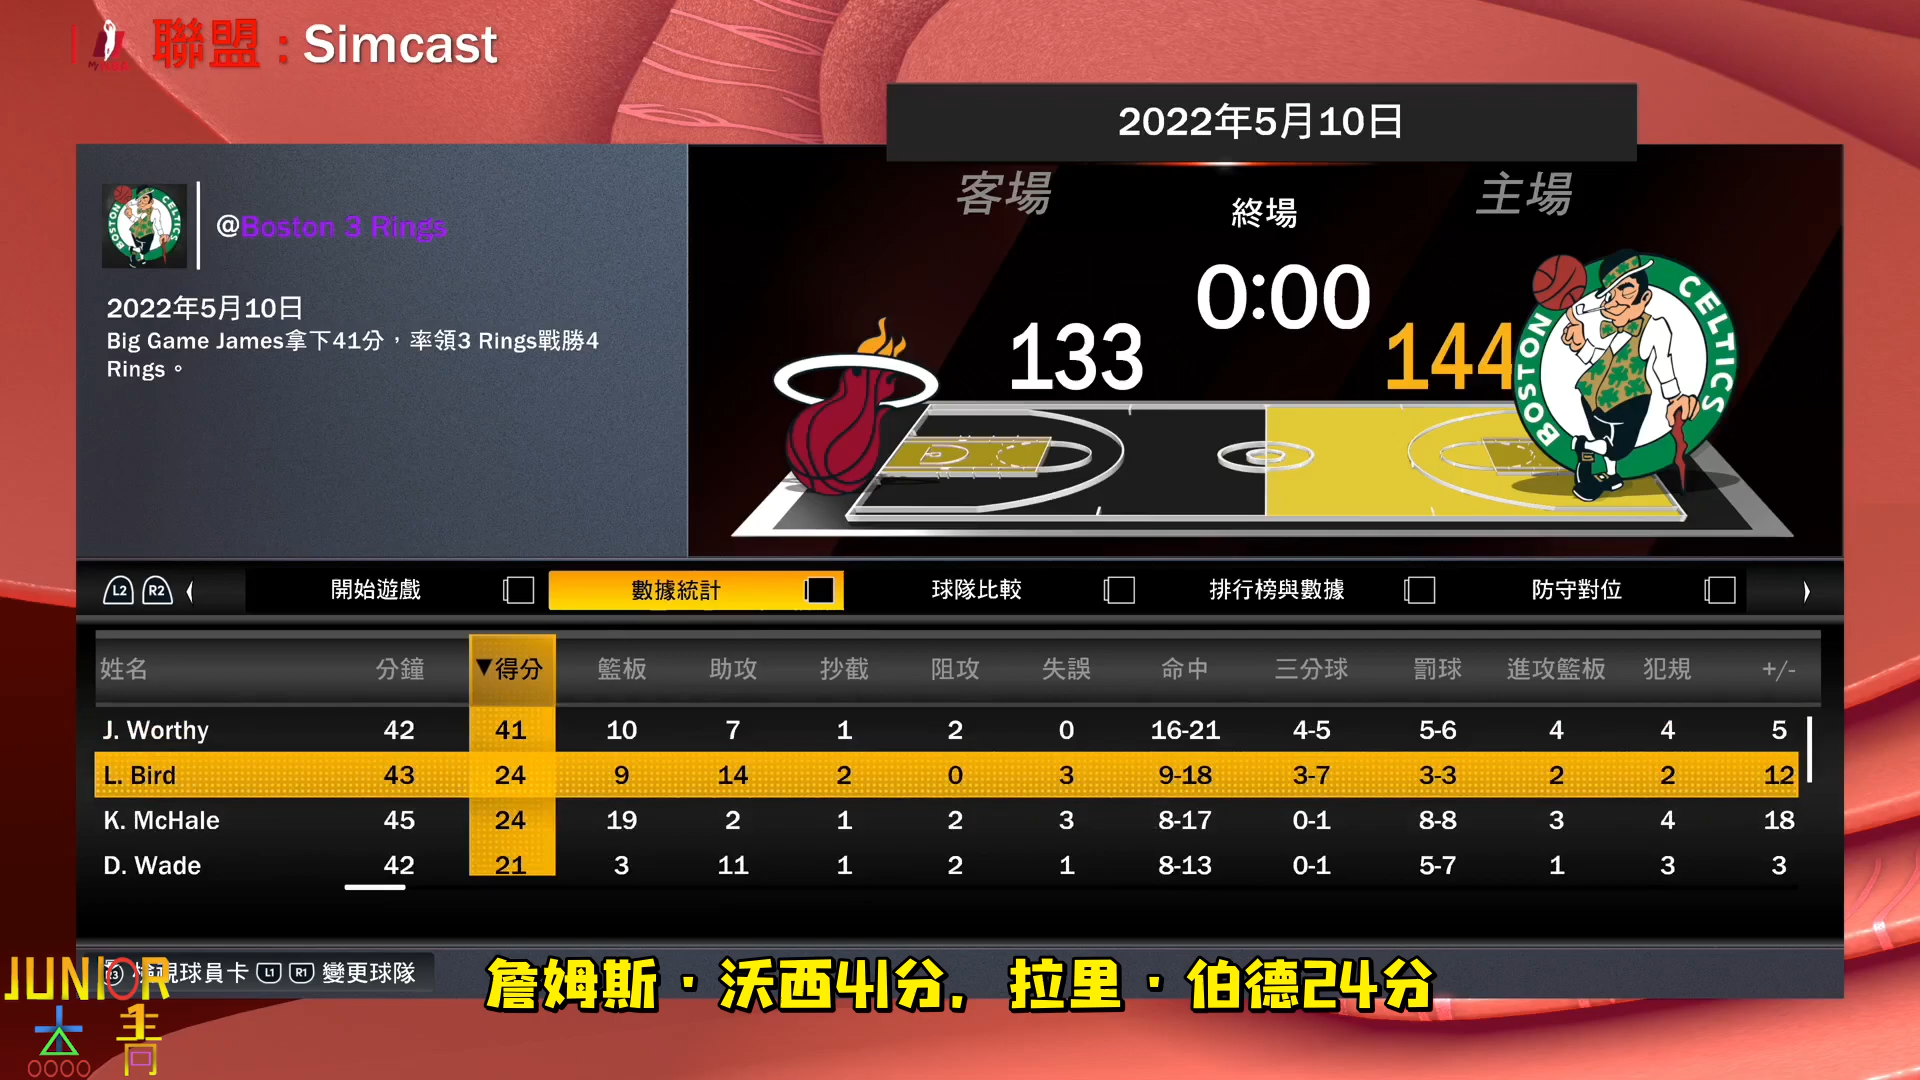 聯盟 : Simcast
2022年5月10日
@Boston 3 Rings
2022年5月10日
Big Game James拿下41分，率領3 Rings戰勝4
Rings。
客場 終場 主場
0:00
133 144
BOSTON CELTICS
L2 R2 開始遊戲 數據統計 球隊比較 排行榜與數據 防守對位
姓名 分鐘 ▼得分 籃板 助攻 抄截 阻攻 失誤 命中 三分球 罰球 進攻籃板 犯規 +/-
J. Worthy 42 41 10 7 1 2 0 16-21 4-5 5-6 4 4 5
L. Bird 43 24 9 14 2 0 3 9-18 3-7 3-3 2 2 12
K. McHale 45 24 19 2 1 2 3 8-17 0-1 8-8 3 4 18
D. Wade 42 21 3 11 1 2 1 8-13 0-1 5-7 1 3 3
球員卡 L1 R1 變更球隊
詹姆斯·沃西41分, 拉里·伯德24分
JUNIOR